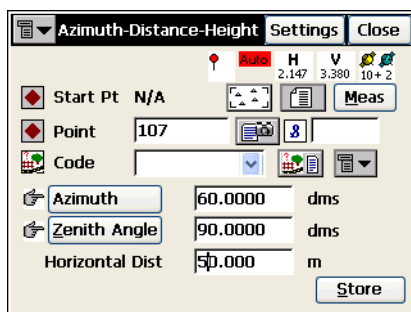 Azimuth-Distance-Height Settings Close
Auto H V
2.147 3.380 10+2
Start Pt N/A Meas
Point 107
Code
Azimuth 60.0000 dms
Zenith Angle 90.0000 dms
Horizontal Dist 50.000 m
Store